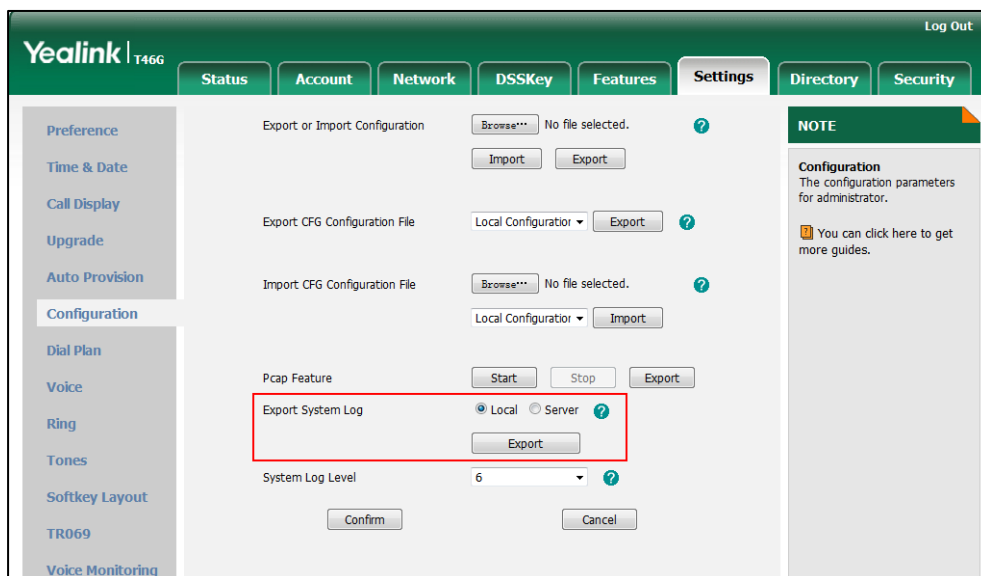 Log Out
Yealink | T46G
Status Account Network DSSKey Features Settings Directory Security
Preference
Time & Date
Call Display
Upgrade
Auto Provision
Configuration
Dial Plan
Voice
Ring
Tones
Softkey Layout
TR069
Voice Monitoring
Export or Import Configuration Browse··· No file selected. ?
Import Export
Export CFG Configuration File Local Configuration Export ?
Import CFG Configuration File Browse··· No file selected. ?
Local Configuration Import
Pcap Feature Start Stop Export
Export System Log Local Server ?
Export
System Log Level 6 ?
Confirm Cancel
NOTE
Configuration
The configuration parameters
for administrator.
? You can click here to get
more guides.